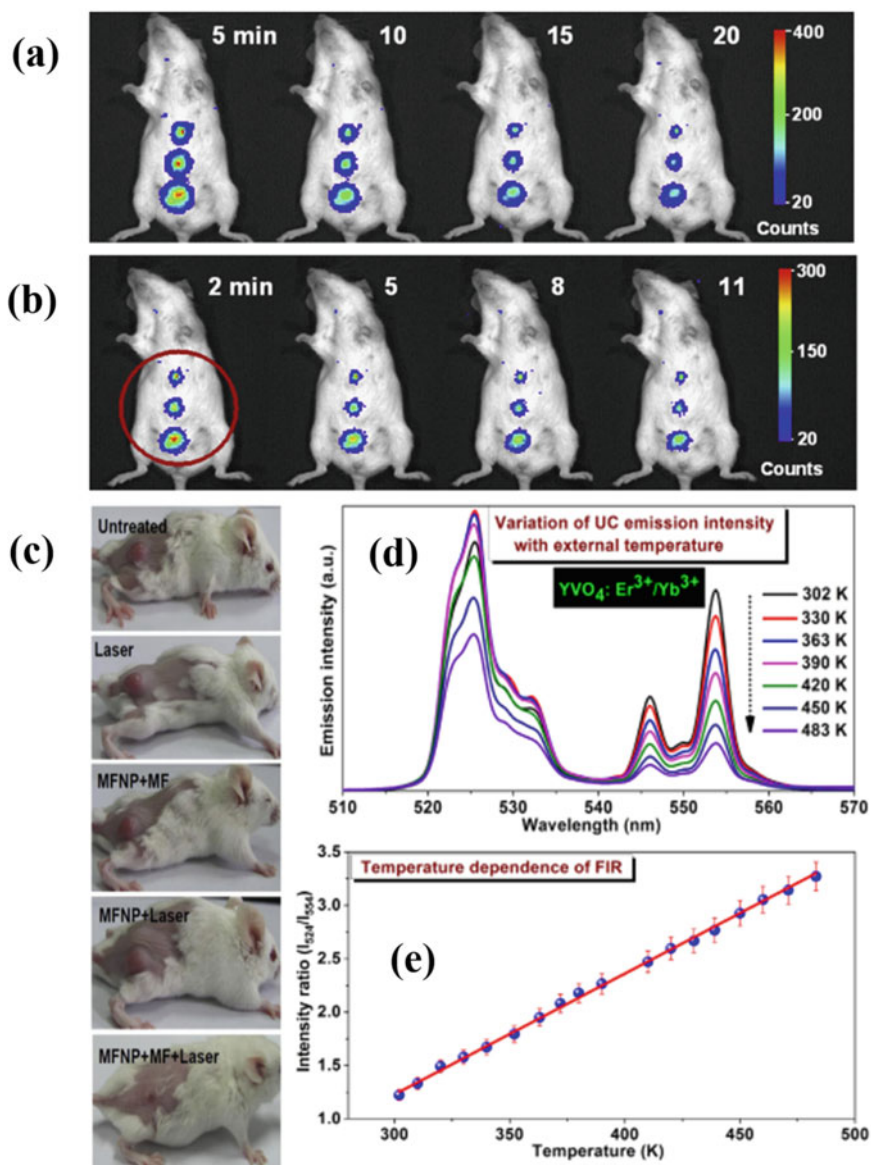 (a)
5 min 10 15 20
400
200
20
Counts
(b)
2 min 5 8 11
300
150
20
Counts
(c)
Untreated
Laser
MFNP+MF
MFNP+Laser
MFNP+MF+Laser
(d)
Variation of UC emission intensity
with external temperature
YVO₄: Er³⁺/Yb³⁺
302 K
330 K
363 K
390 K
420 K
450 K
483 K
Emission intensity (a.u.)
510 520 530 540 550 560 570
Wavelength (nm)
Temperature dependence of FIR
(e)
Intensity ratio (I₅₂₄/I₅₅₄)
3.5
3.0
2.5
2.0
1.5
1.0
300 350 400 450 500
Temperature (K)